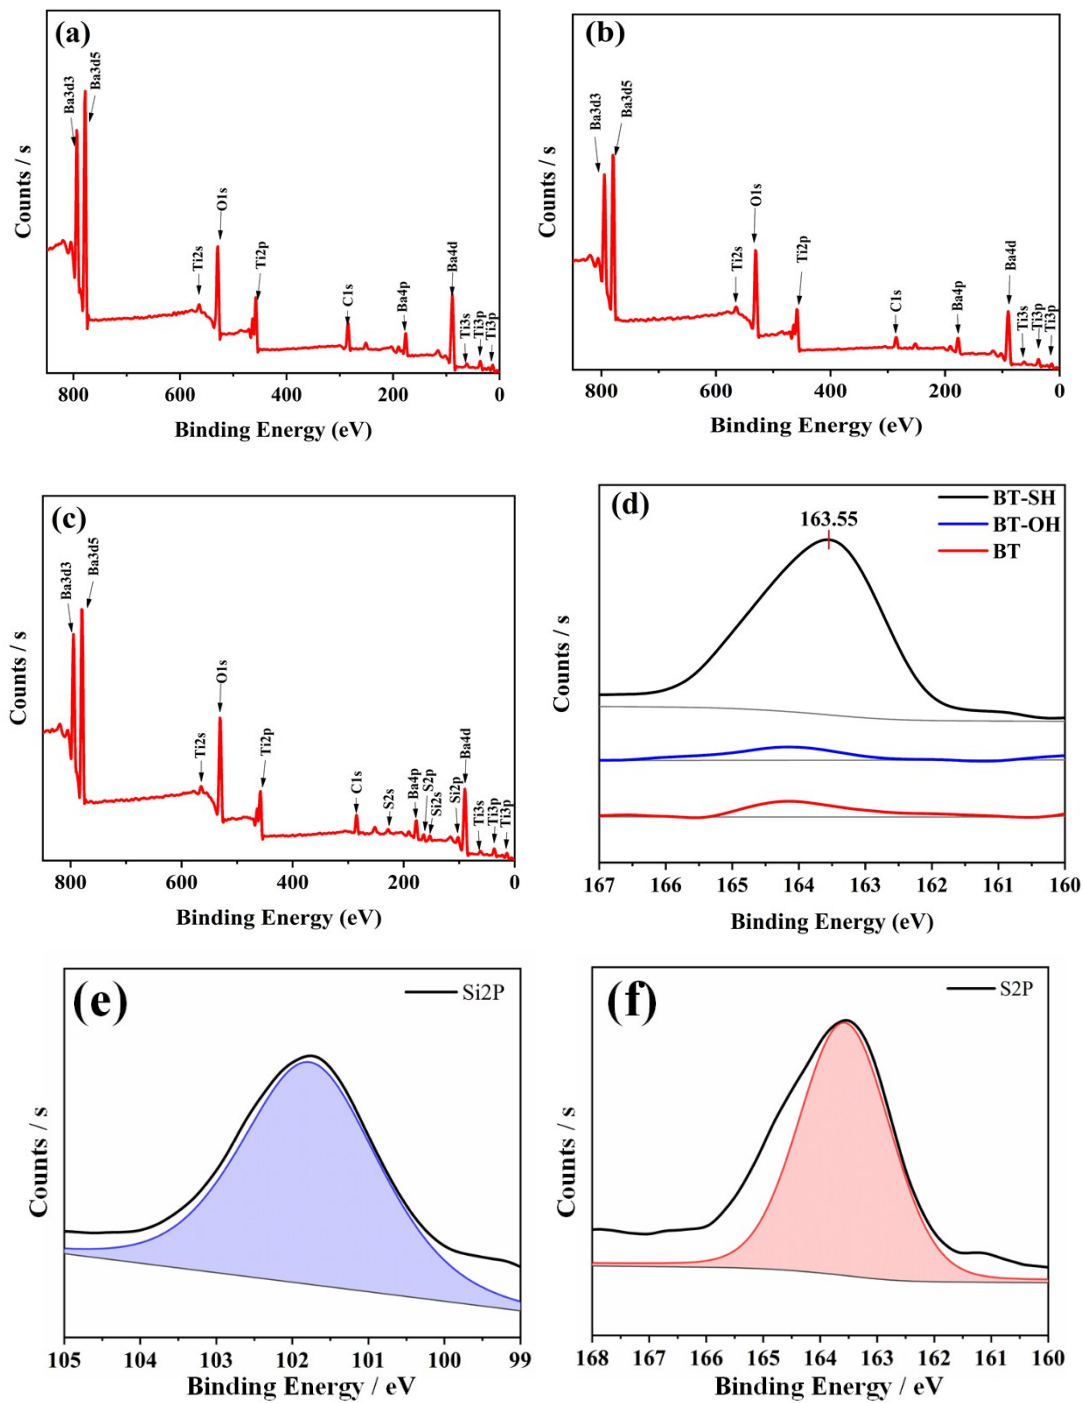 (a)
Ba3d3
Ba3d5
Ti2s
O1s
Ti2p
C1s
Ba4p
Ba4d
Ti3s
Ti3p
Ti3p
Counts / s
800
600
400
200
0
Binding Energy (eV)
(b)
Ba3d3
Ba3d5
Ti2s
O1s
Ti2p
C1s
Ba4p
Ba4d
Ti3s
Ti3p
Ti3p
Counts / s
800
600
400
200
0
Binding Energy (eV)
(c)
Ba3d3
Ba3d5
Ti2s
O1s
Ti2p
C1s
S2s
Ba4p
S2p
Si2s
Si2p
Ba4d
Ti3s
Ti3p
Ti3p
Counts / s
800
600
400
200
0
Binding Energy (eV)
(d)
163.55
BT-SH
BT-OH
BT
Counts / s
167
166
165
164
163
162
161
160
Binding Energy (eV)
(e)
Si2P
Counts / s
105
104
103
102
101
100
99
Binding Energy / eV
(f)
S2P
Counts / s
168
167
166
165
164
163
162
161
160
Binding Energy / eV